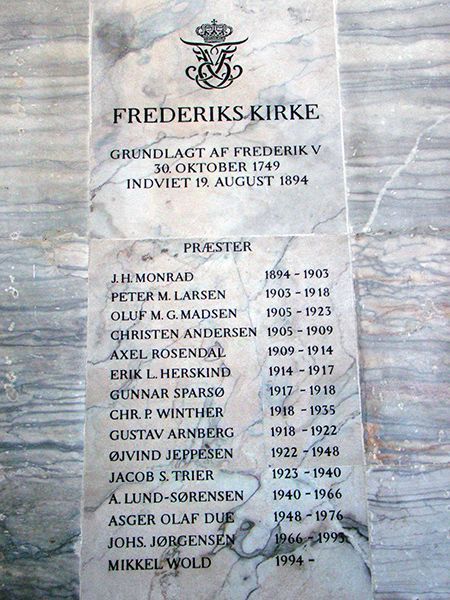 FREDERIKS KIRKE
GRUNDLAGT AF FREDERIK V
30. OKTOBER 1749
INDVIET 19. AUGUST 1894
PRÆSTER
J. H. MONRAD 1894 - 1903
PETER M. LARSEN 1903 - 1918
OLUF M. G. MADSEN 1905 - 1923
CHRISTEN ANDERSEN 1905 - 1909
AXEL ROSENDAL 1909 - 1914
ERIK L. HERSKIND 1914 - 1917
GUNNAR SPARSØ 1917 - 1918
CHR. P. WINTHER 1918 - 1935
GUSTAV ARNBERG 1918 - 1922
ØJVIND JEPPESEN 1922 - 1948
JACOB S. TRIER 1923 - 1940
A. LUND-SØRENSEN 1940 - 1966
ASGER OLAF DUE 1948 - 1976
JOHS. JØRGENSEN 1966 - 1993
MIKKEL WOLD 1994 -